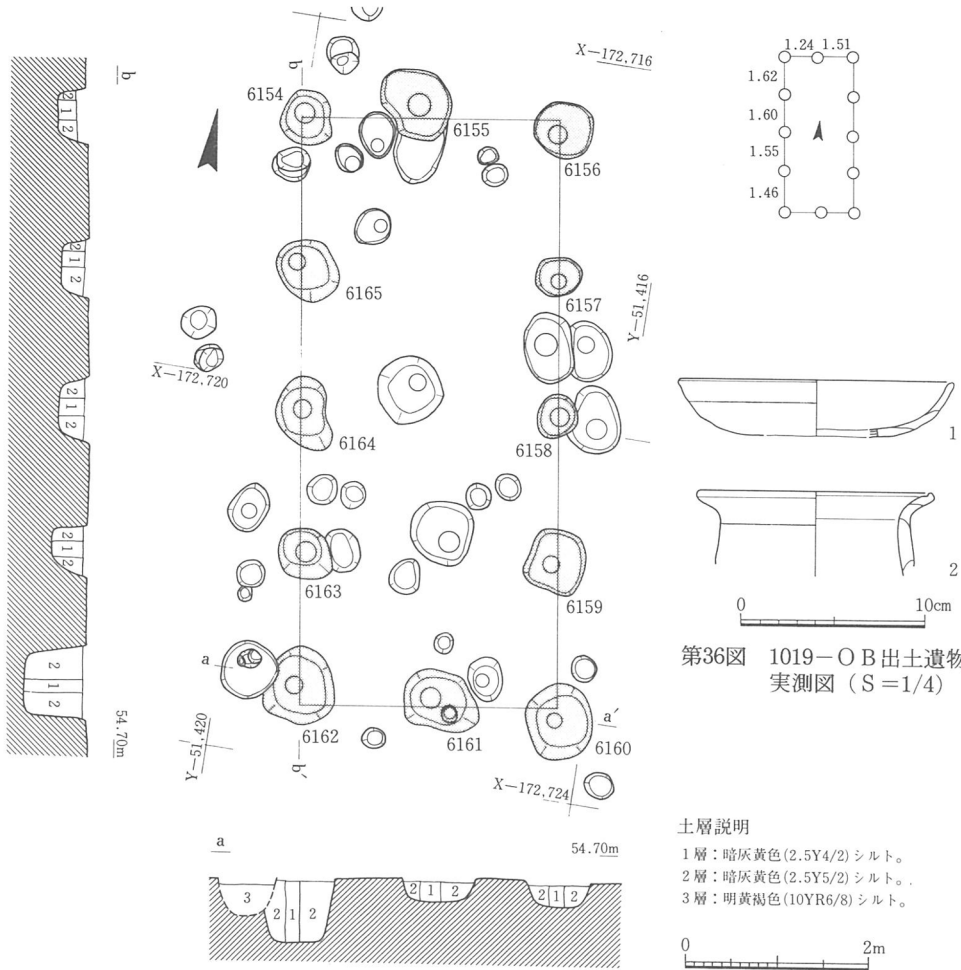 b
b
X－172,716
6154
6155
6156
1.24 1.51
1.62
1.60
1.55
1.46
2 1 2
2 1 2
6165
6157
Y－51,416
X－172,720
2 1 2
6164
6158
1
2
2 1 2
6163
6159
0 10cm
第36図 1019－ＯＢ出土遺物
実測図（Ｓ＝1/4）
a
2 1 2
6162
6161
a′
6160
54.70m
Y－51,420
b′
X－172,724
a
54.70m
3 2 1 2
2 1 2
2 1 2
土層説明
1層：暗灰黄色(2.5Y4/2)シルト。
2層：暗灰黄色(2.5Y5/2)シルト。
3層：明黄褐色(10YR6/8)シルト。
0 2m